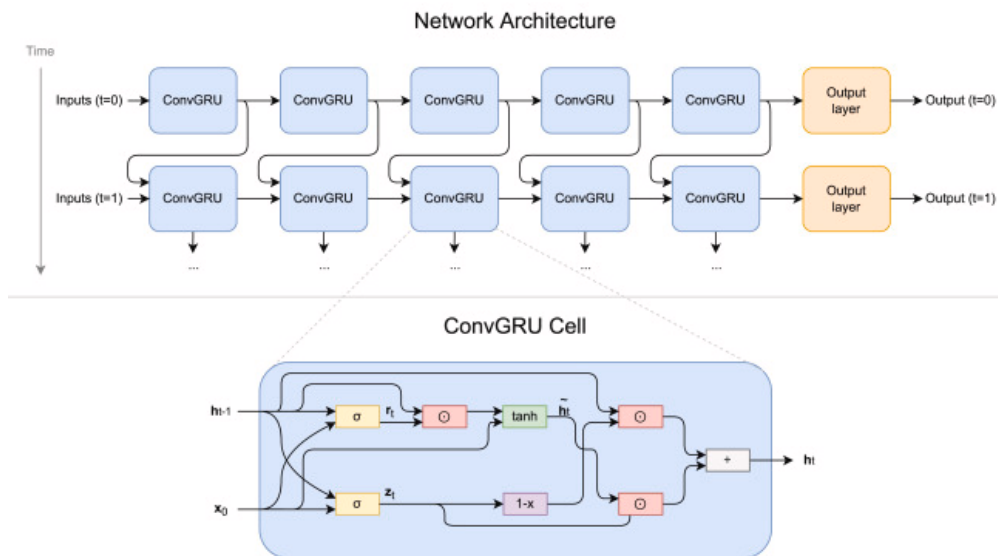 Network Architecture
Time
Inputs (t=0)
ConvGRU
ConvGRU
ConvGRU
ConvGRU
ConvGRU
Output
layer
Output (t=0)
Inputs (t=1)
ConvGRU
ConvGRU
ConvGRU
ConvGRU
ConvGRU
Output
layer
Output (t=1)
...
...
...
...
...
ConvGRU Cell
ht-1
σ
rt
⊙
tanh
h̃t
⊙
+
ht
x0
σ
zt
1-x
⊙